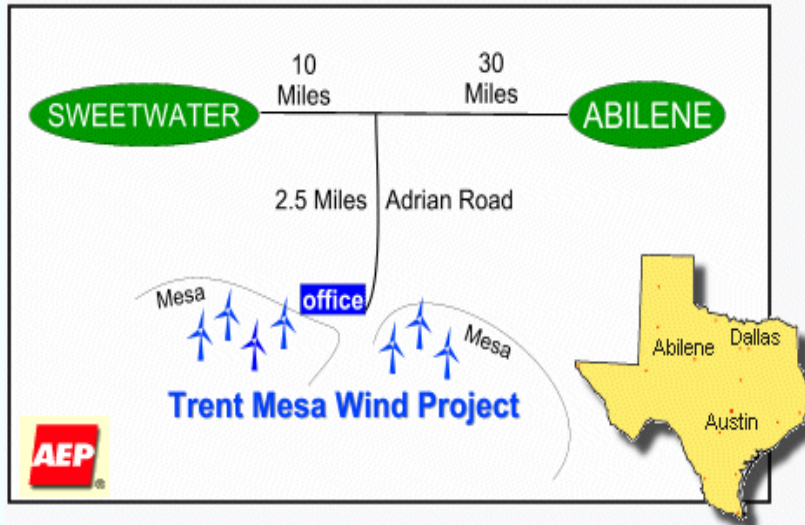 10
Miles
30
Miles
SWEETWATER
ABILENE
2.5 Miles
Adrian Road
Mesa
office
Mesa
Trent Mesa Wind Project
Abilene
Dallas
Austin
AEP
®